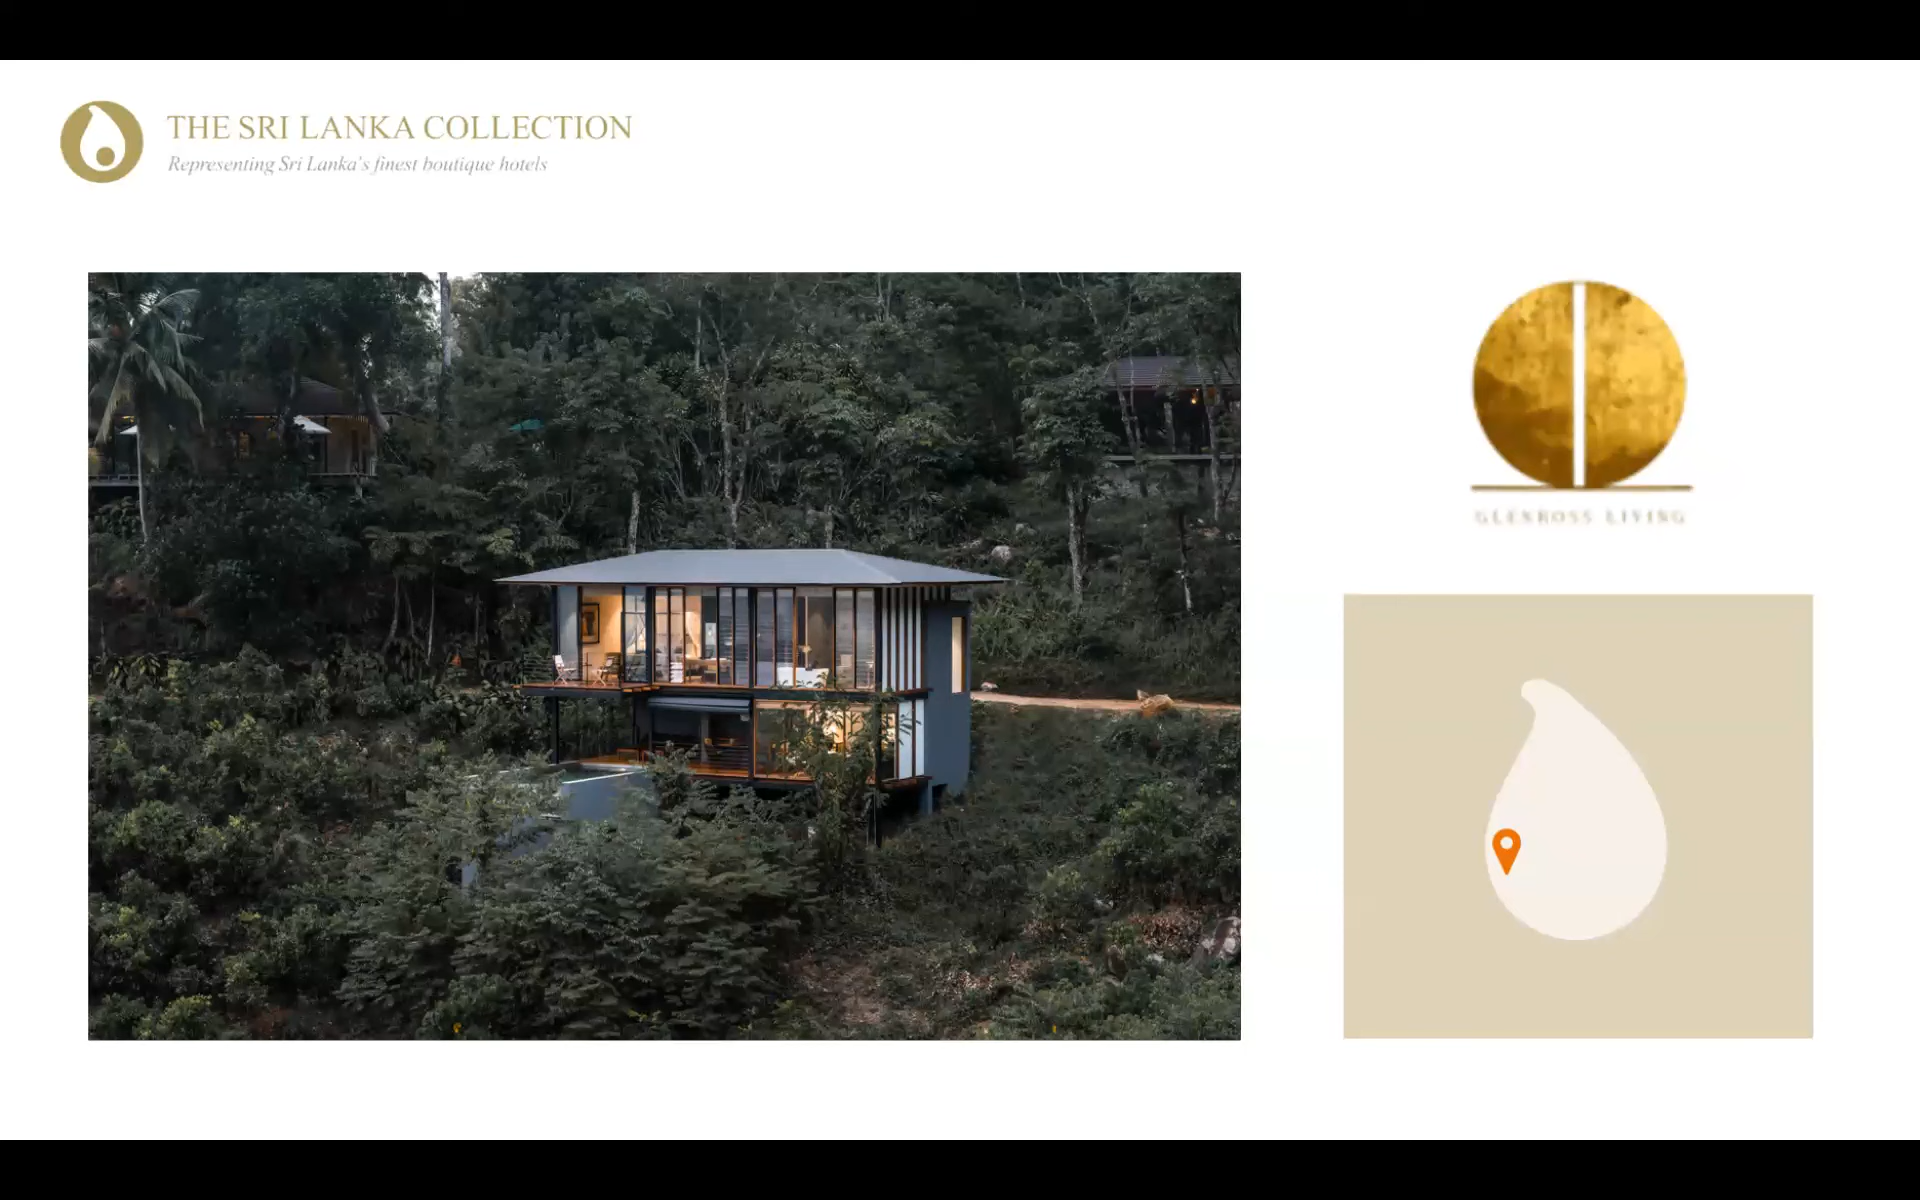 THE SRI LANKA COLLECTION
Representing Sri Lanka's finest boutique hotels
GLENROSS LIVING